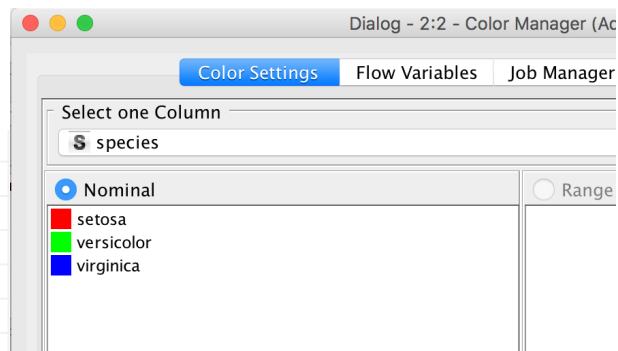 Dialog - 2:2 - Color Manager (Ad
Color Settings Flow Variables Job Manager
Select one Column
S species
Nominal Range
setosa
versicolor
virginica